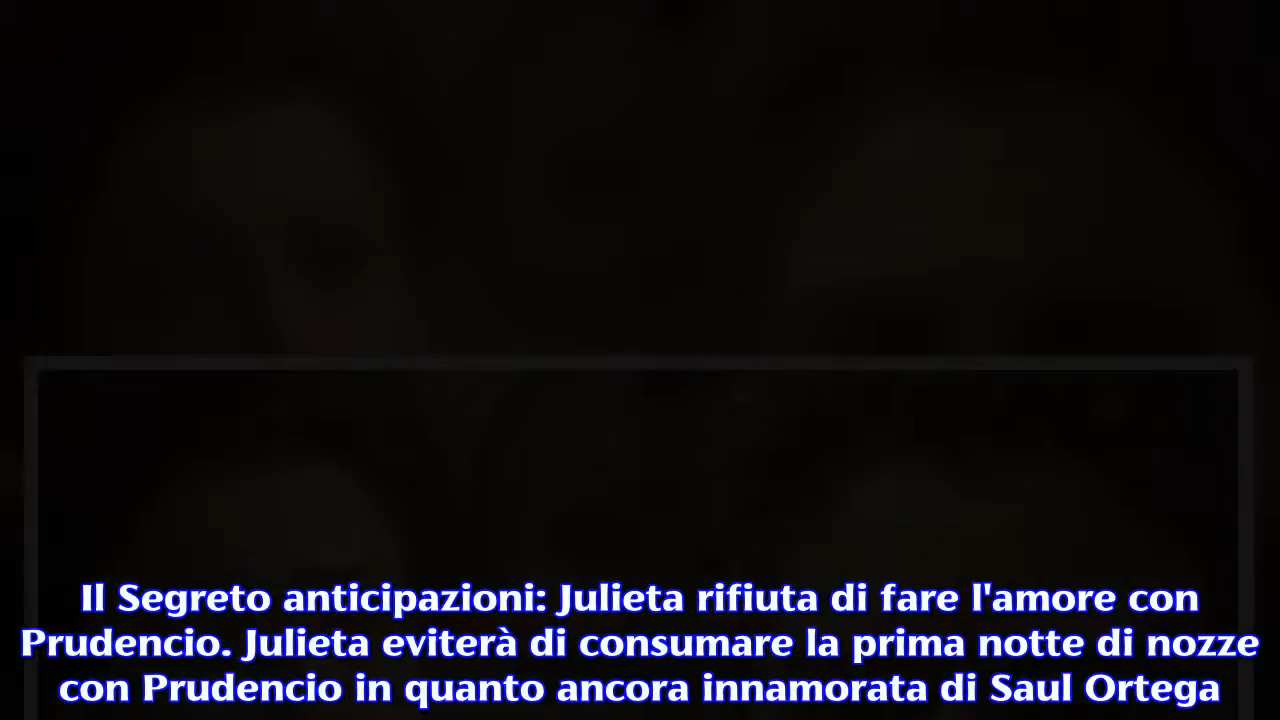 Il Segreto anticipazioni: Julieta rifiuta di fare l'amore con
Prudencio. Julieta eviterà di consumare la prima notte di nozze
con Prudencio in quanto ancora innamorata di Saul Ortega